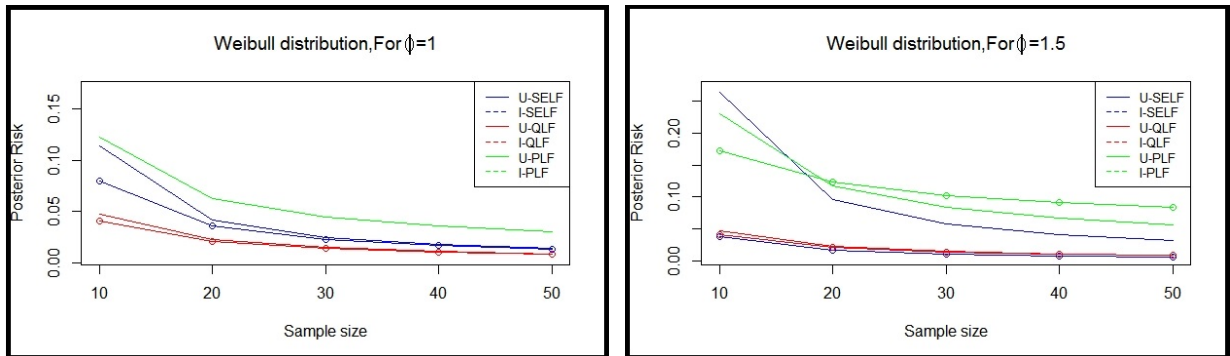 Weibull distribution,For ϕ=1
Posterior Risk
0.15
0.10
0.05
0.00
U-SELF
I-SELF
U-QLF
I-QLF
U-PLF
I-PLF
10 20 30 40 50
Sample size
Weibull distribution,For ϕ=1.5
Posterior Risk
0.20
0.10
0.00
U-SELF
I-SELF
U-QLF
I-QLF
U-PLF
I-PLF
10 20 30 40 50
Sample size